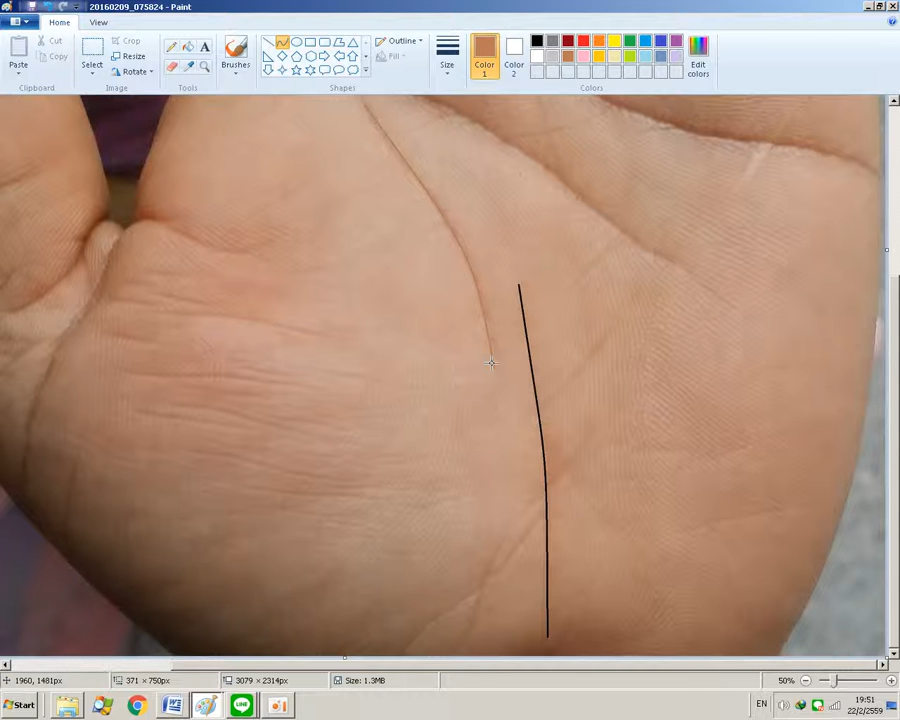 20160209_075824 - Paint
Home View
Paste
Cut
Copy
Clipboard
Select
Crop
Resize
Rotate
Image
A
Tools
Brushes
Outline
Fill
Shapes
Size
Color 1
Color 2
Edit colors
Colors
1960, 1481px
371 × 750px
3079 × 2314px
Size: 1.3MB
50%
Start
W
LINE
EN
19:51
22/2/2559